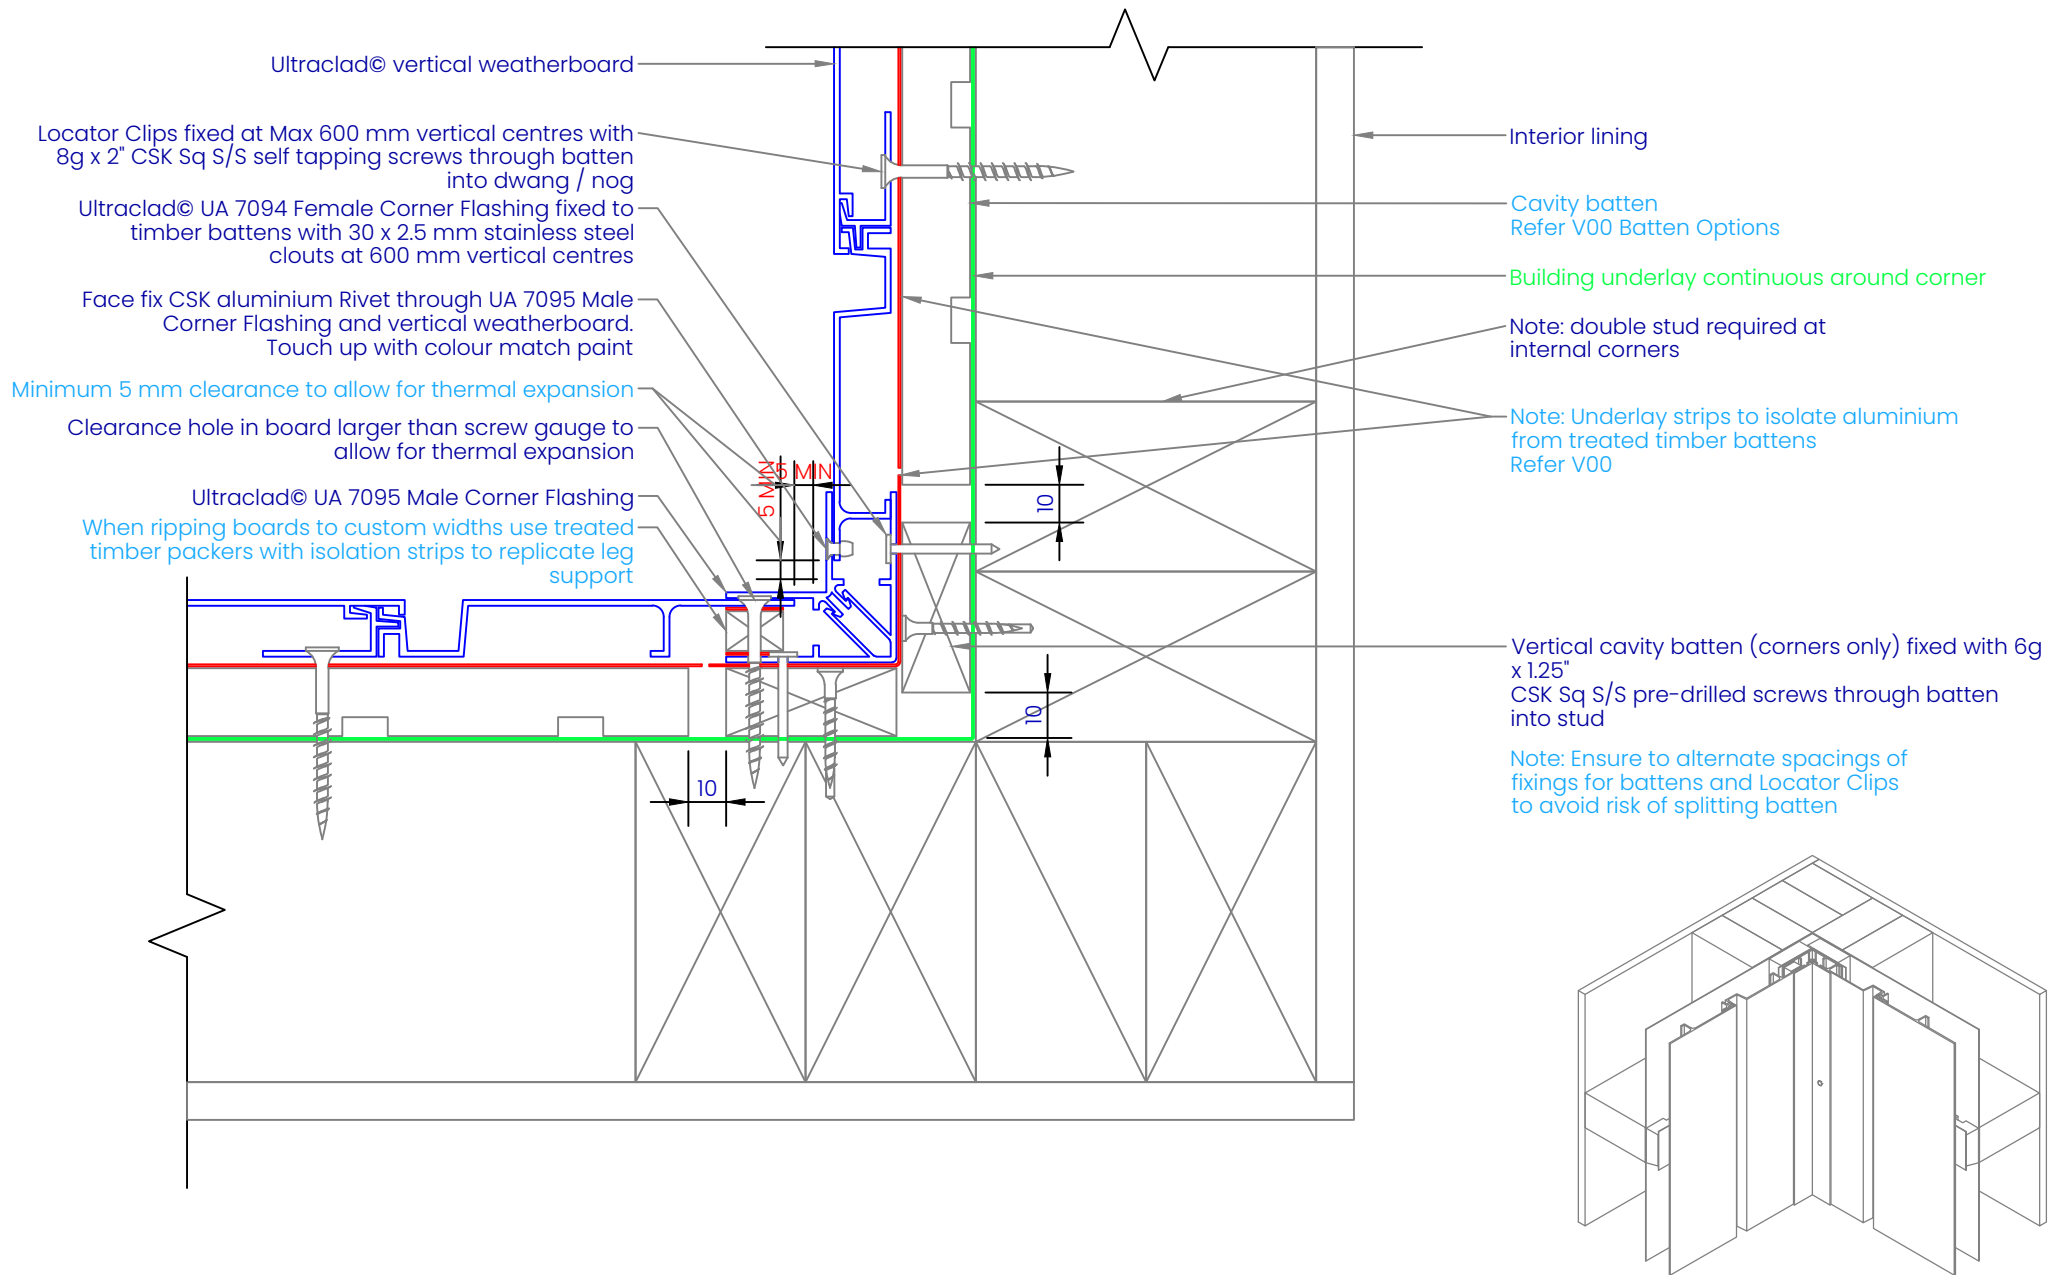 Ultraclad© vertical weatherboard
Locator Clips fixed at Max 600 mm vertical centres with
8g x 2" CSK Sq S/S self tapping screws through batten
into dwang / nog
Ultraclad© UA 7094 Female Corner Flashing fixed to
timber battens with 30 x 2.5 mm stainless steel
clouts at 600 mm vertical centres
Face fix CSK aluminium Rivet through UA 7095 Male
Corner Flashing and vertical weatherboard.
Touch up with colour match paint
Minimum 5 mm clearance to allow for thermal expansion
Clearance hole in board larger than screw gauge to
allow for thermal expansion
Ultraclad© UA 7095 Male Corner Flashing
When ripping boards to custom widths use treated
timber packers with isolation strips to replicate leg
support
5 MIN
5 MIN
10
10
10
Interior lining
Cavity batten
Refer V00 Batten Options
Building underlay continuous around corner
Note: double stud required at
internal corners
Note: Underlay strips to isolate aluminium
from treated timber battens
Refer V00
Vertical cavity batten (corners only) fixed with 6g
x 1.25"
CSK Sq S/S pre-drilled screws through batten
into stud
Note: Ensure to alternate spacings of
fixings for battens and Locator Clips
to avoid risk of splitting batten